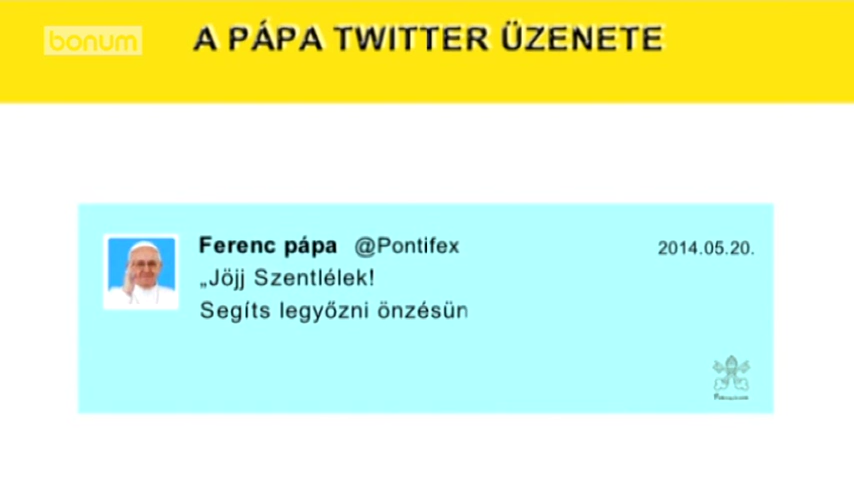 bonum
A PÁPA TWITTER ÜZENETE
Ferenc pápa @Pontifex 2014.05.20.
„Jöjj Szentlélek!
Segíts legyőzni önzésün